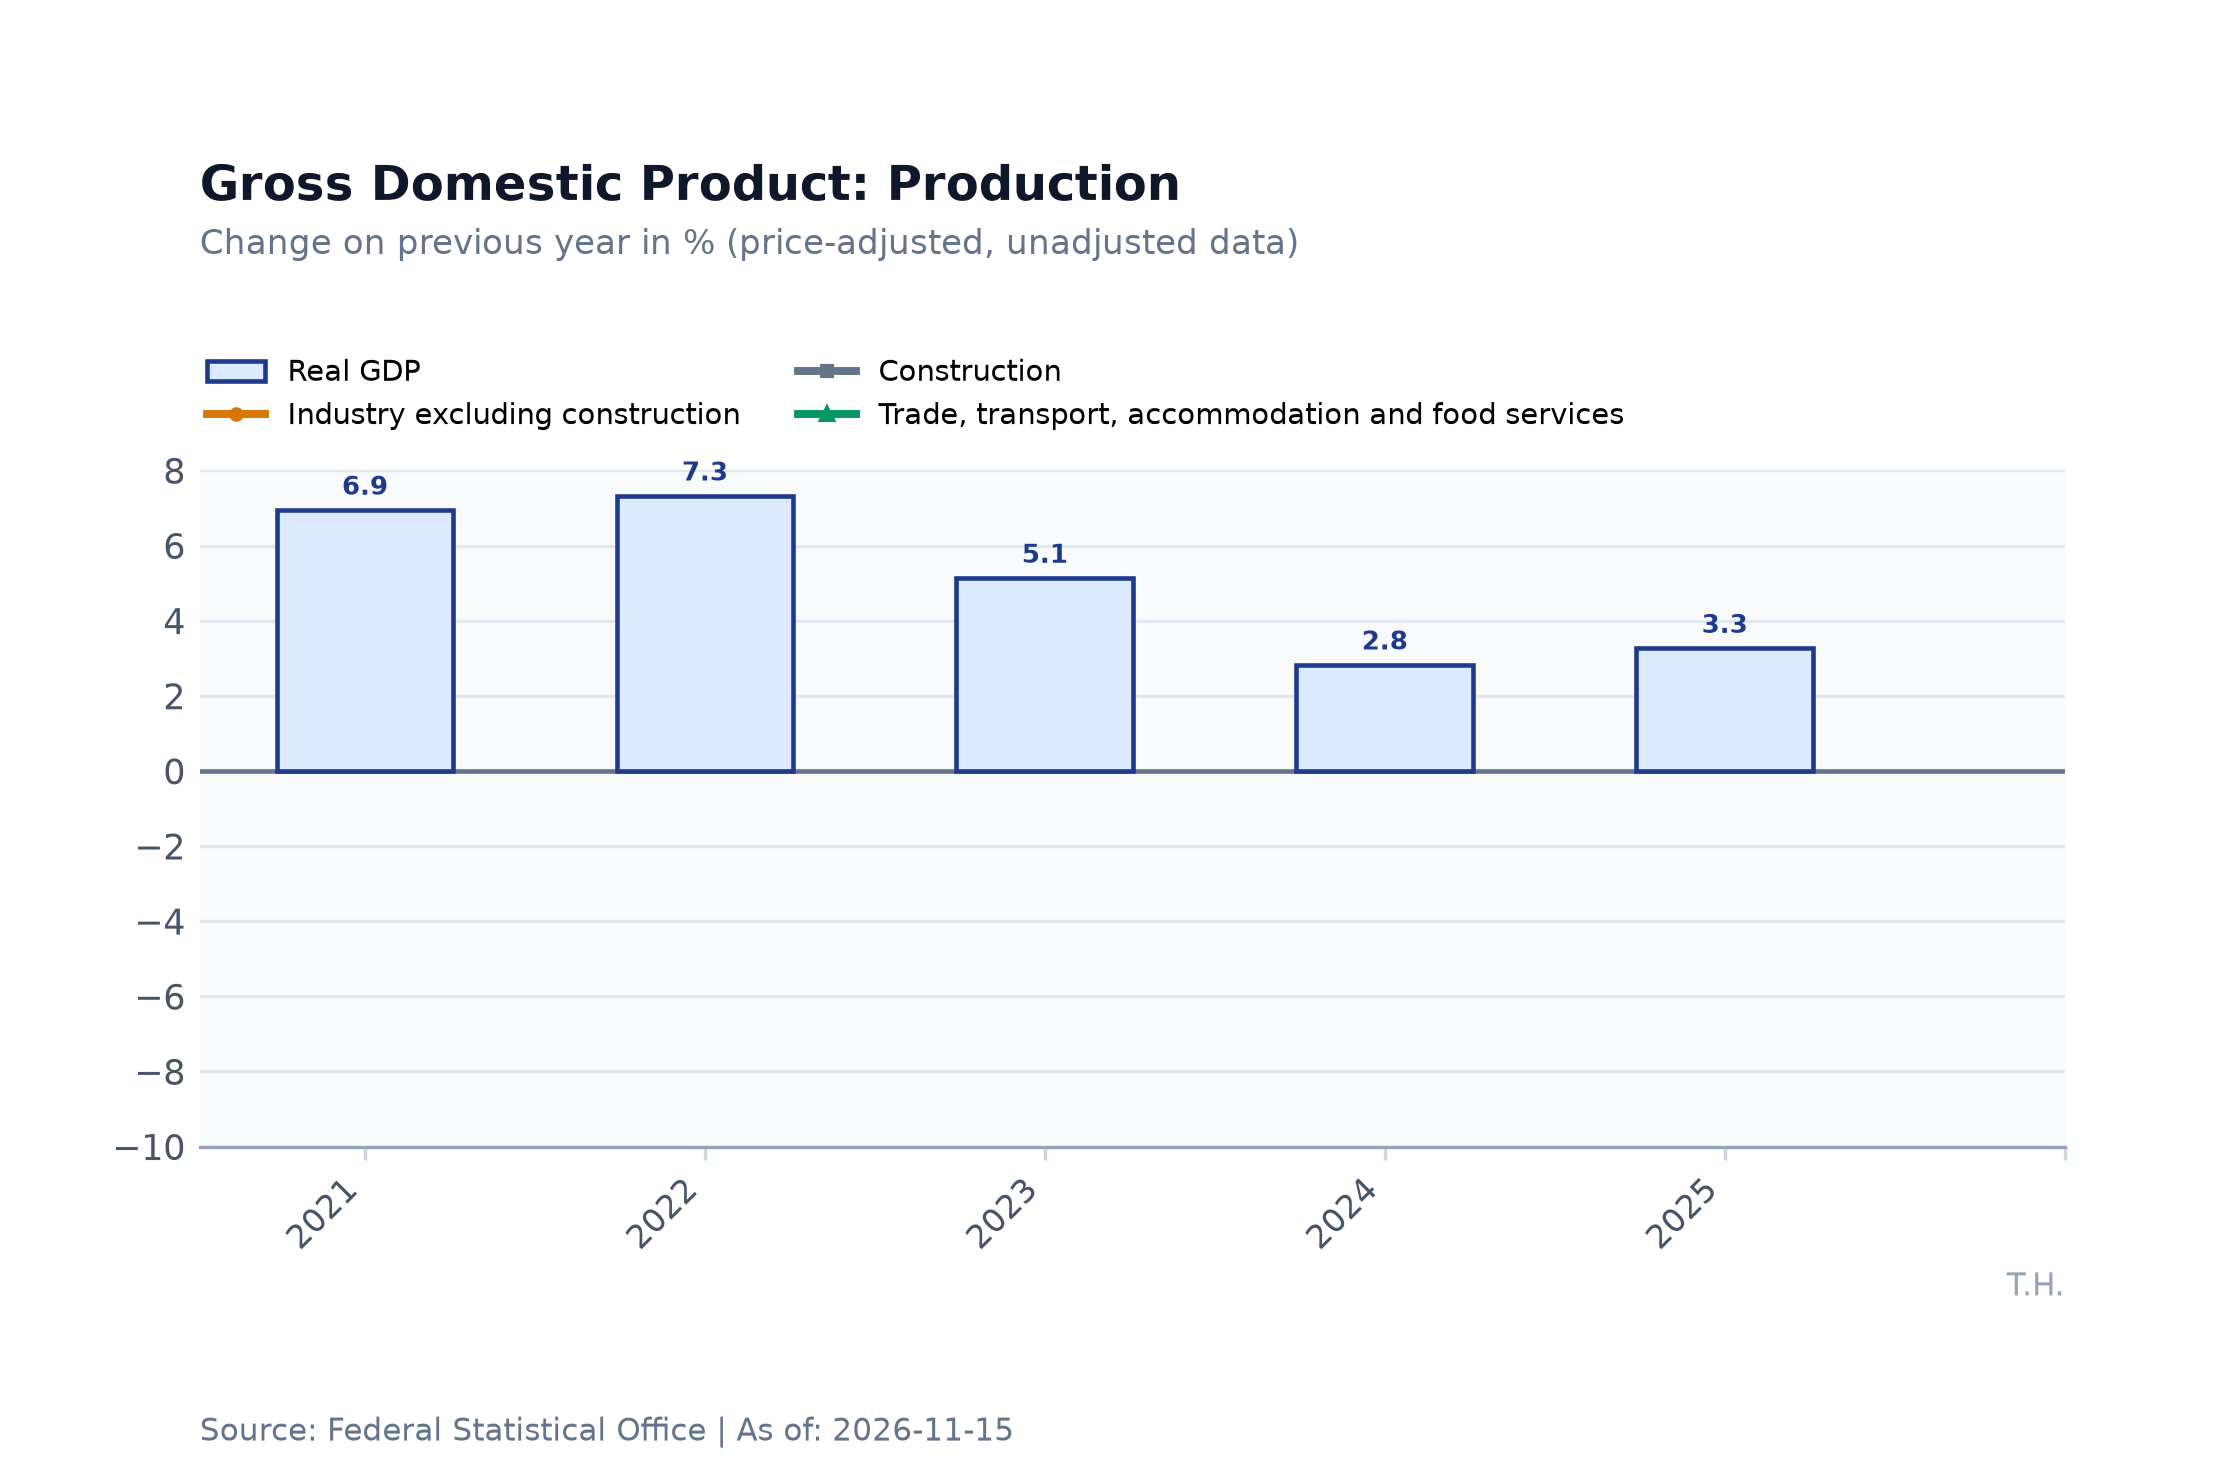 Gross Domestic Product: Production
Change on previous year in % (price-adjusted, unadjusted data)
Real GDP
Construction
Industry excluding construction
Trade, transport, accommodation and food services
8
6
4
2
0
−2
−4
−6
−8
−10
6.9
7.3
5.1
2.8
3.3
2021
2022
2023
2024
2025
T.H.
Source: Federal Statistical Office | As of: 2026-11-15